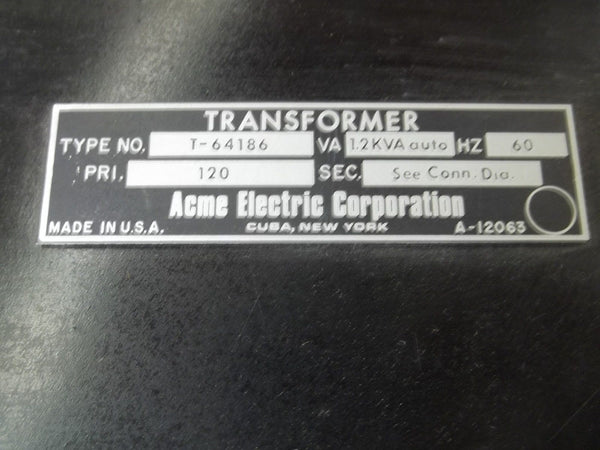 TRANSFORMER
TYPE NO. T-64186 VA 1.2KVA auto HZ 60
PRI. 120 SEC. See Conn. Dia.
Acme Electric Corporation
MADE IN U.S.A. CUBA, NEW YORK A-12063